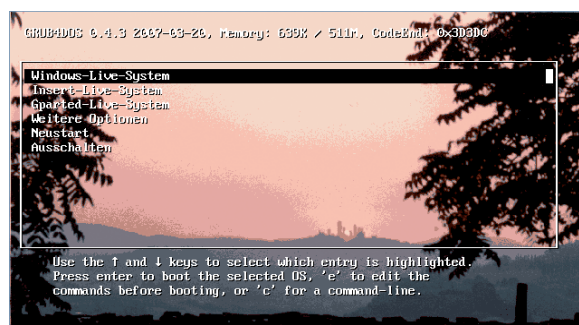 GRUB4DOS 0.4.3 2007-03-26, Memory: 639K / 511M, CodeEnd: 0x3D3DC
Windows-Live-System
Insert-Live-System
Gparted-Live-System
Weitere Optionen
Neustart
Ausschalten
Use the ↑ and ↓ keys to select which entry is highlighted.
Press enter to boot the selected OS, 'e' to edit the
commands before booting, or 'c' for a command-line.